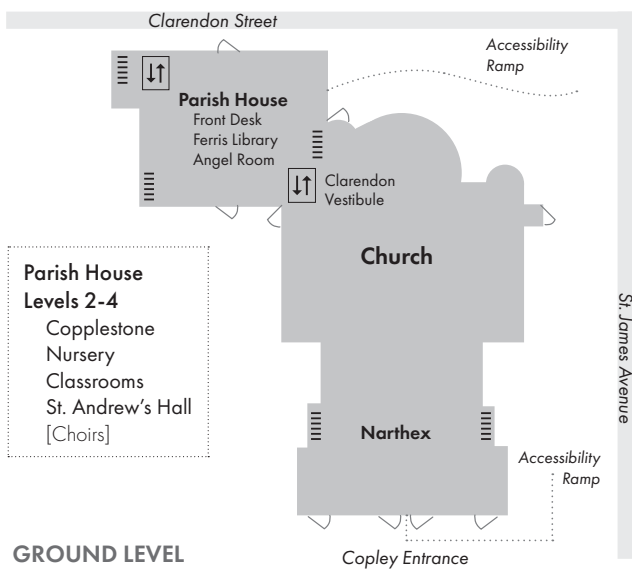 Clarendon Street
Accessibility
Ramp
Parish House
Front Desk
Ferris Library
Angel Room
Clarendon
Vestibule
Church
Parish House
Levels 2-4
Copplestone
Nursery
Classrooms
St. Andrew's Hall
[Choirs]
St. James Avenue
Narthex
Accessibility
Ramp
GROUND LEVEL
Copley Entrance